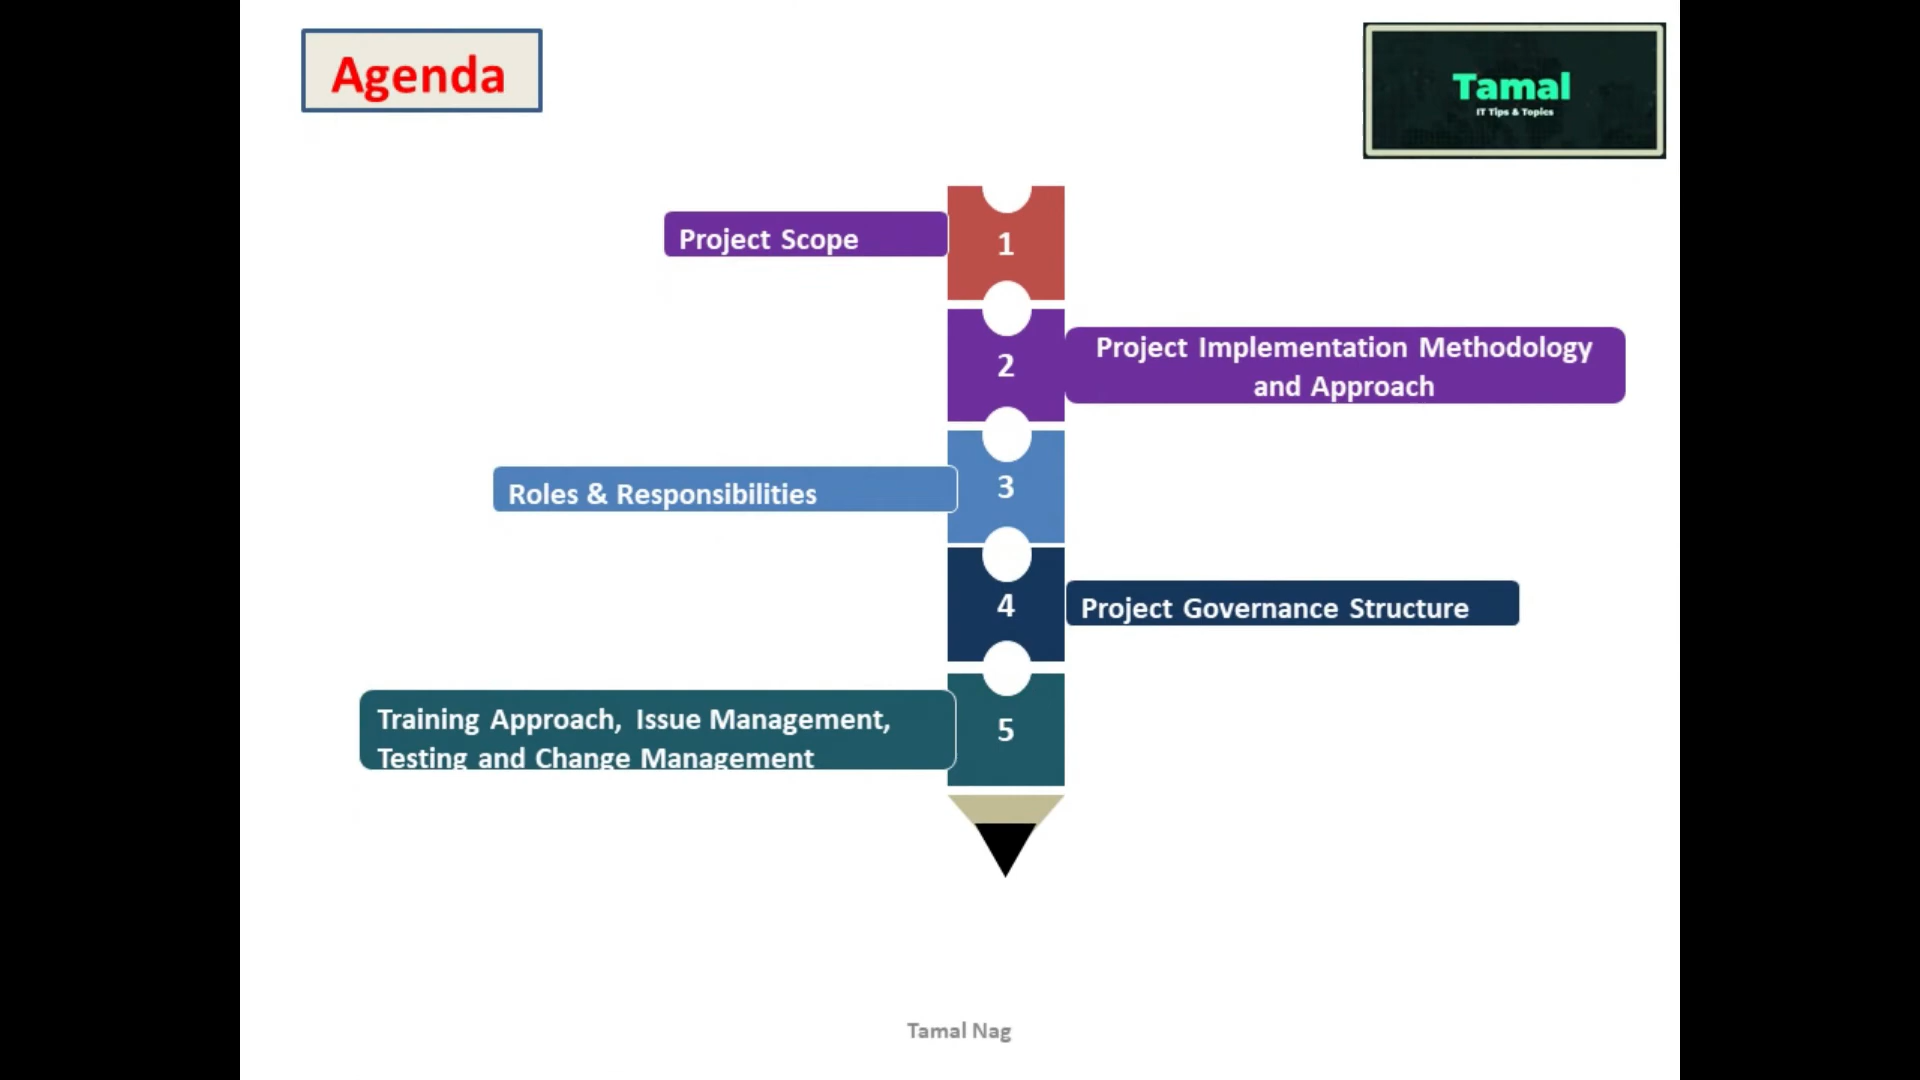 Agenda
Tamal
IT Tips & Topics
Project Scope
1
2
Project Implementation Methodology
and Approach
Roles & Responsibilities
3
4
Project Governance Structure
Training Approach, Issue Management,
Testing and Change Management
5
Tamal Nag